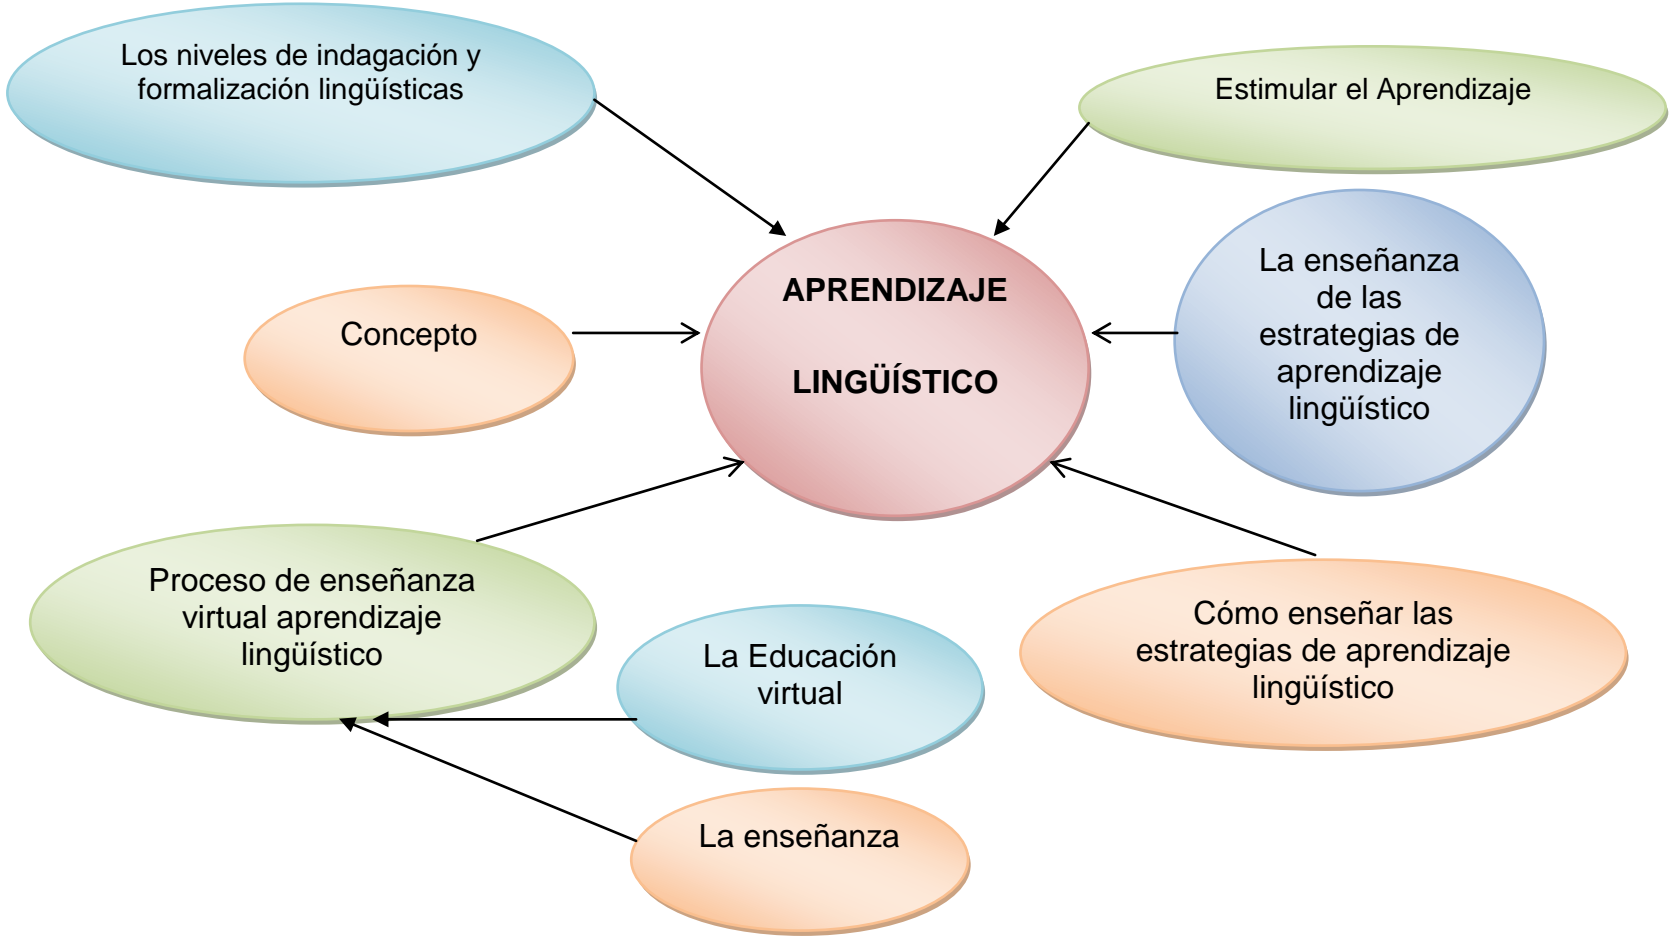 Los niveles de indagación y
formalización lingüísticas
Estimular el Aprendizaje
APRENDIZAJE
LINGÜÍSTICO
La enseñanza
de las
estrategias de
aprendizaje
lingüístico
Concepto
Proceso de enseñanza
virtual aprendizaje
lingüístico
La Educación
virtual
Cómo enseñar las
estrategias de aprendizaje
lingüístico
La enseñanza